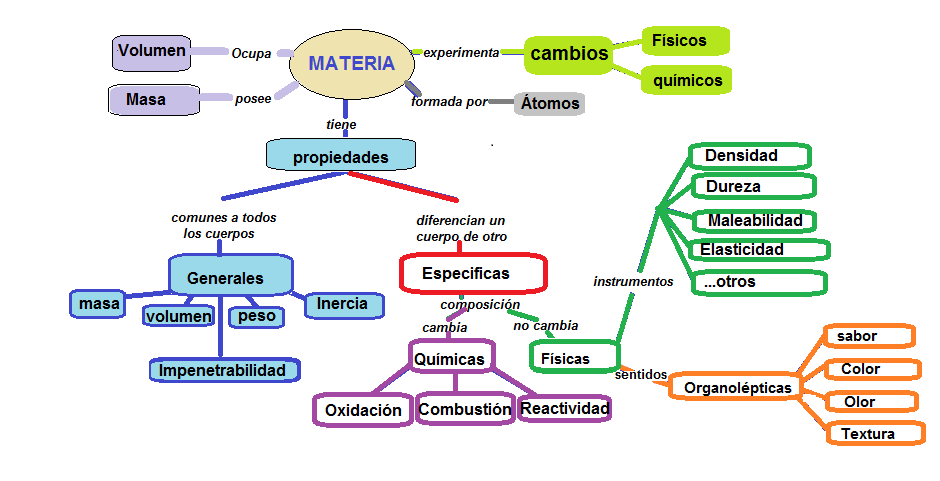 Volumen
Ocupa
MATERIA
experimenta
cambios
Físicos
químicos
Masa
posee
formada por
Átomos
tiene
propiedades
comunes a todos
los cuerpos
diferencian un
cuerpo de otro
Generales
masa
volumen
peso
Inercia
Impenetrabilidad
Especificas
composición
cambia
no cambia
Químicas
Oxidación
Combustión
Reactividad
Físicas
instrumentos
Densidad
Dureza
Maleabilidad
Elasticidad
...otros
sentidos
Organolépticas
sabor
Color
Olor
Textura